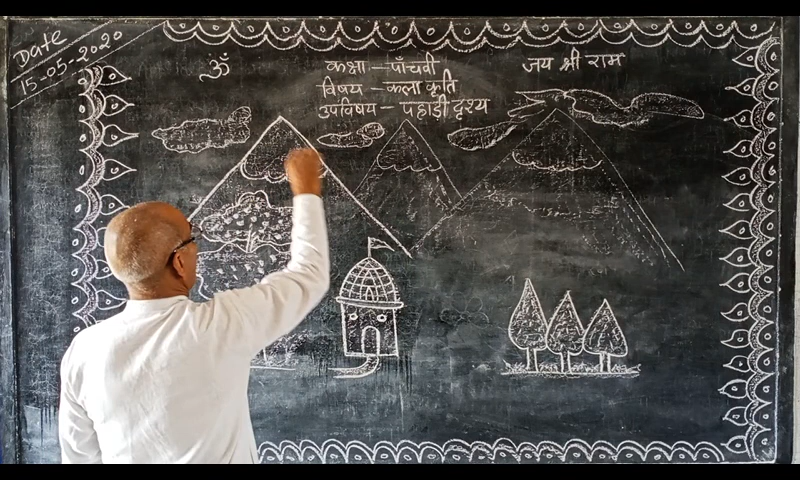 Date
15-05-2020
ॐ
कक्षा — पाँचवी
जय श्री राम
विषय — कला कृति
उपविषय — पहाड़ी दृश्य